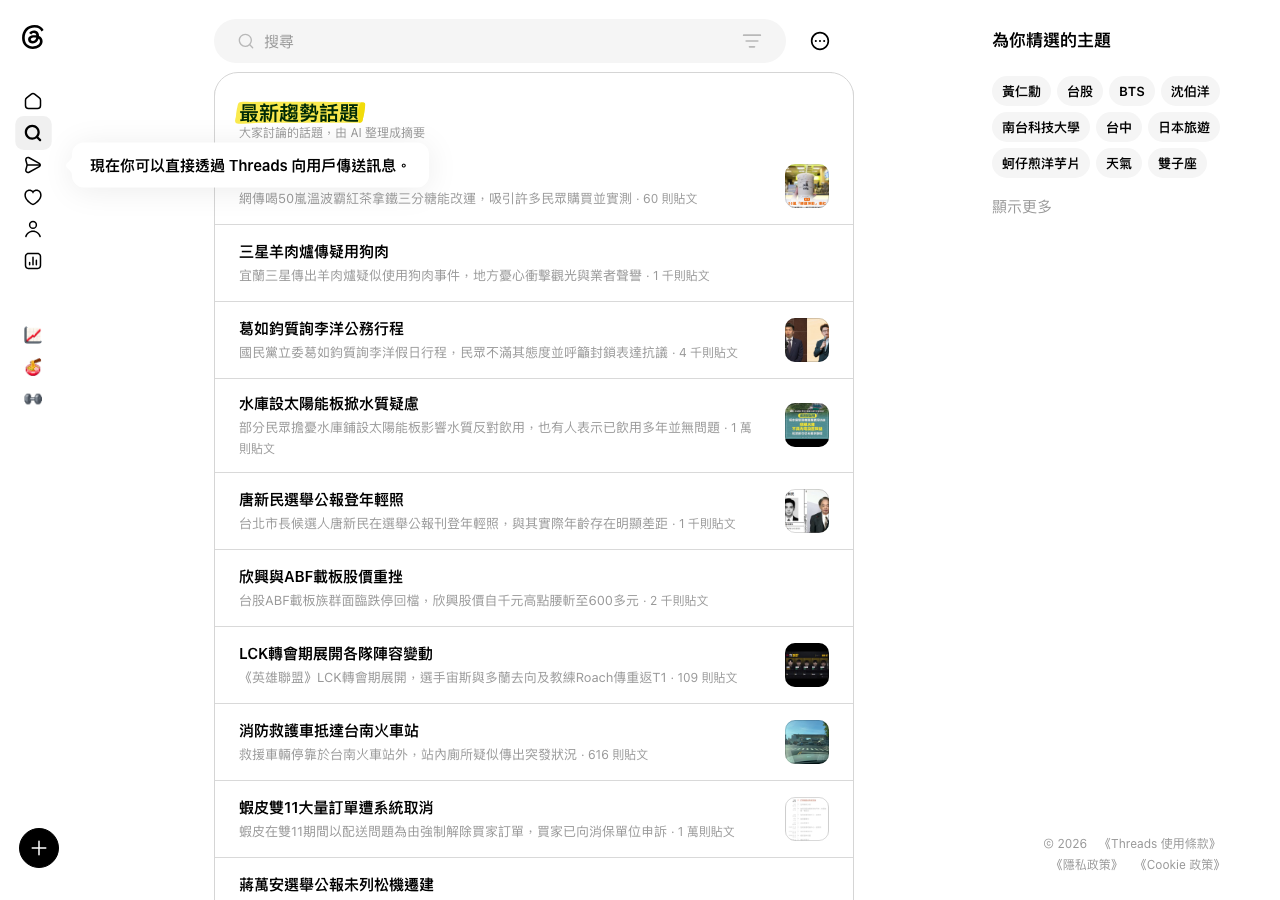 搜尋
最新趨勢話題
大家討論的話題，由 AI 整理成摘要
現在你可以直接透過 Threads 向用戶傳送訊息。
網傳喝50嵐溫波霸紅茶拿鐵三分糖能改運，吸引許多民眾購買並實測 · 60 則貼文
三星羊肉爐傳疑用狗肉
宜蘭三星傳出羊肉爐疑似使用狗肉事件，地方憂心衝擊觀光與業者聲譽 · 1 千則貼文
葛如鈞質詢李洋公務行程
國民黨立委葛如鈞質詢李洋假日行程，民眾不滿其態度並呼籲封鎖表達抗議 · 4 千則貼文
水庫設太陽能板掀水質疑慮
部分民眾擔憂水庫鋪設太陽能板影響水質反對飲用，也有人表示已飲用多年並無問題 · 1 萬
則貼文
唐新民選舉公報登年輕照
台北市長候選人唐新民在選舉公報刊登年輕照，與其實際年齡存在明顯差距 · 1 千則貼文
欣興與ABF載板股價重挫
台股ABF載板族群面臨跌停回檔，欣興股價自千元高點腰斬至600多元 · 2 千則貼文
LCK轉會期展開各隊陣容變動
《英雄聯盟》LCK轉會期展開，選手宙斯與多蘭去向及教練Roach傳重返T1 · 109 則貼文
消防救護車抵達台南火車站
救援車輛停靠於台南火車站外，站內廁所疑似傳出突發狀況 · 616 則貼文
蝦皮雙11大量訂單遭系統取消
蝦皮在雙11期間以配送問題為由強制解除買家訂單，買家已向消保單位申訴 · 1 萬則貼文
蔣萬安選舉公報未列松機遷建
為你精選的主題
黃仁勳 台股 BTS 沈伯洋
南台科技大學 台中 日本旅遊
蚵仔煎洋芋片 天氣 雙子座
顯示更多
© 2026 《Threads 使用條款》
《隱私政策》 《Cookie 政策》